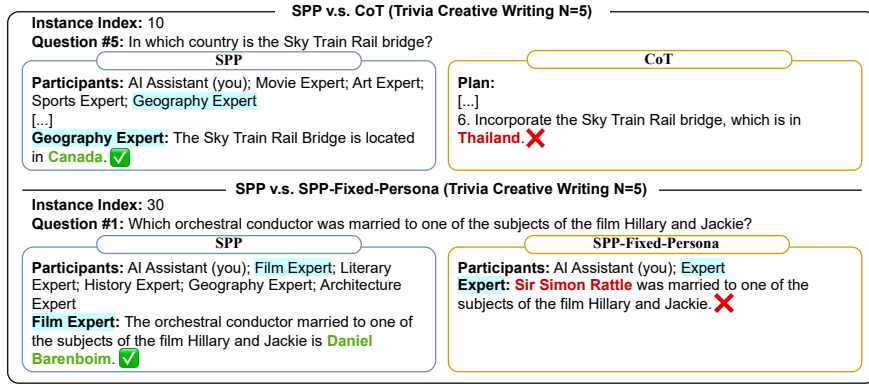 SPP v.s. CoT (Trivia Creative Writing N=5)
Instance Index: 10
Question #5: In which country is the Sky Train Rail bridge?
SPP
Participants: AI Assistant (you); Movie Expert; Art Expert;
Sports Expert; Geography Expert
[...]
Geography Expert: The Sky Train Rail Bridge is located
in Canada.
CoT
Plan:
[...]
6. Incorporate the Sky Train Rail bridge, which is in
Thailand.
SPP v.s. SPP-Fixed-Persona (Trivia Creative Writing N=5)
Instance Index: 30
Question #1: Which orchestral conductor was married to one of the subjects of the film Hillary and Jackie?
SPP
Participants: AI Assistant (you); Film Expert; Literary
Expert; History Expert; Geography Expert; Architecture
Expert
Film Expert: The orchestral conductor married to one of
the subjects of the film Hillary and Jackie is Daniel
Barenboim.
SPP-Fixed-Persona
Participants: AI Assistant (you); Expert
Expert: Sir Simon Rattle was married to one of the
subjects of the film Hillary and Jackie.